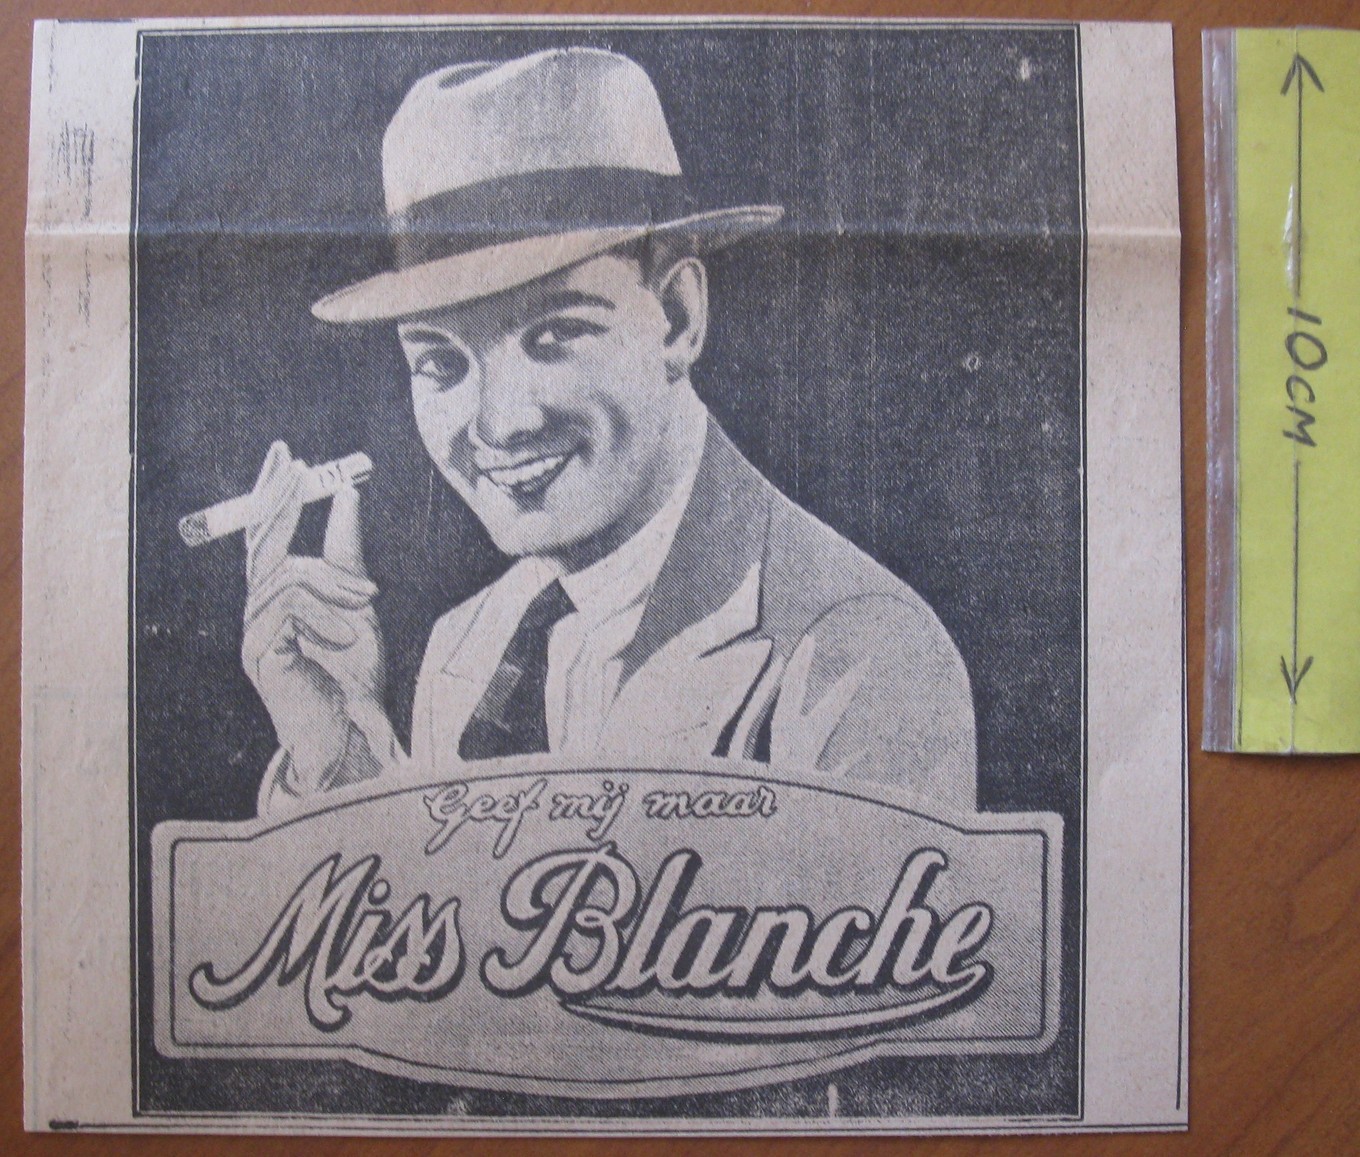 Geef mij maar
Miss Blanche
10CM